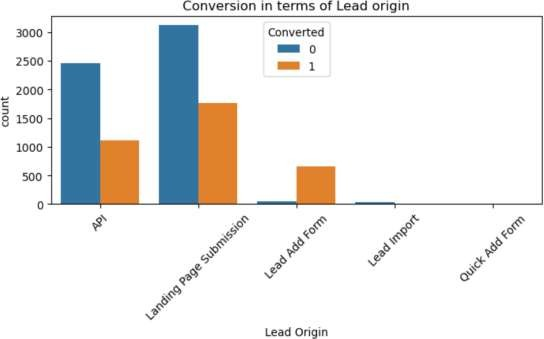 Conversion in terms of Lead origin
Converted
0
1
3000
2500
2000
1500
1000
500
0
count
API
Landing Page Submission
Lead Add Form
Lead Import
Quick Add Form
Lead Origin